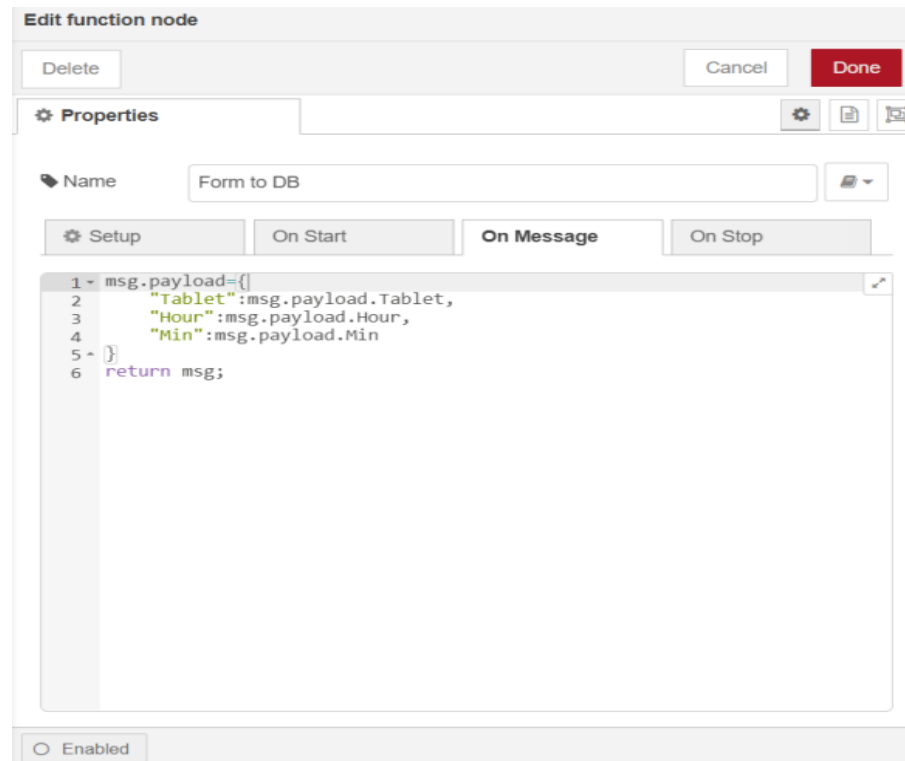 Edit function node
Delete Cancel Done
Properties
Name Form to DB
Setup On Start On Message On Stop
1 msg.payload={
2 "Tablet":msg.payload.Tablet,
3 "Hour":msg.payload.Hour,
4 "Min":msg.payload.Min
5 }
6 return msg;
Enabled